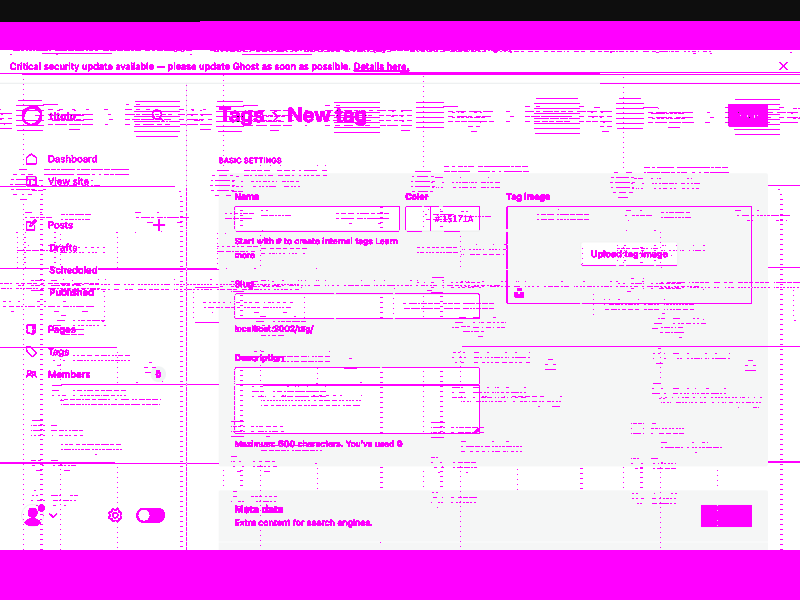 Critical security update available — please update Ghost as soon as possible. Details here.
Tags New tag
Dashboard
View site
Posts
Drafts
Scheduled
Published
Pages
Tags
Members 0
BASIC SETTINGS
Name
Color
#15171A
Start with # to create internal tags Learn
more
Slug
localhost:3002/tag/
Description
Maximum: 500 characters. You've used 0
Tag image
Upload tag image
Meta data
Extra content for search engines.